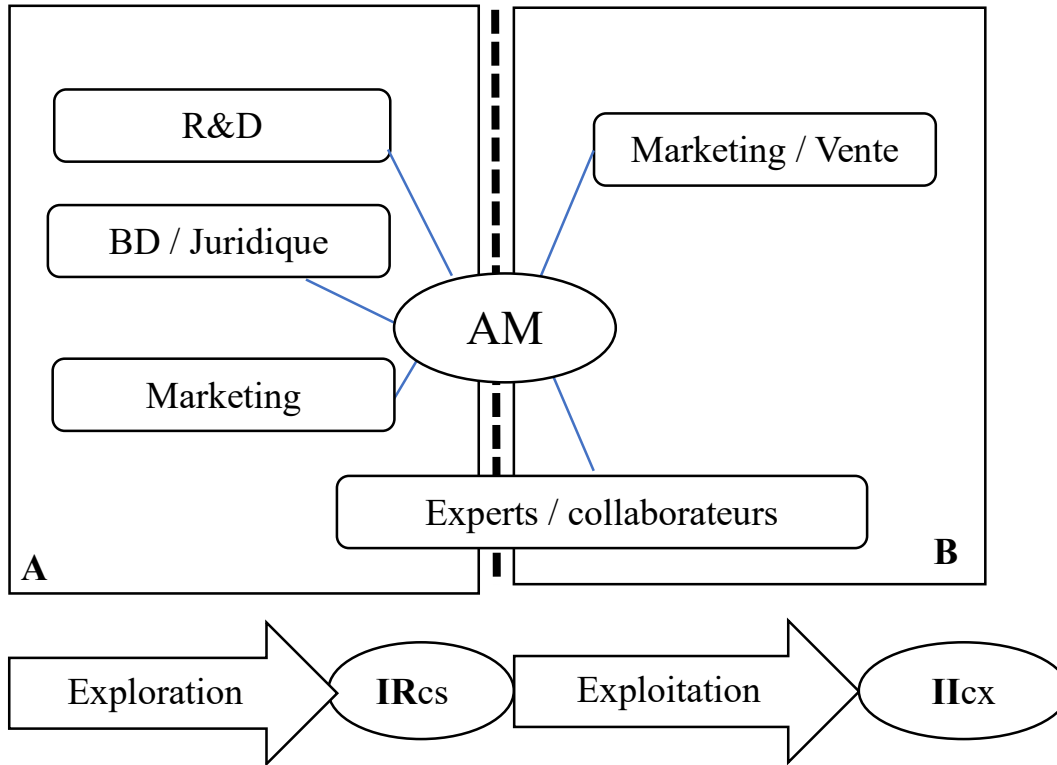 R&D
Marketing / Vente
BD / Juridique
AM
Marketing
Experts / collaborateurs
A
B
Exploration
IRcs
Exploitation
IIcx